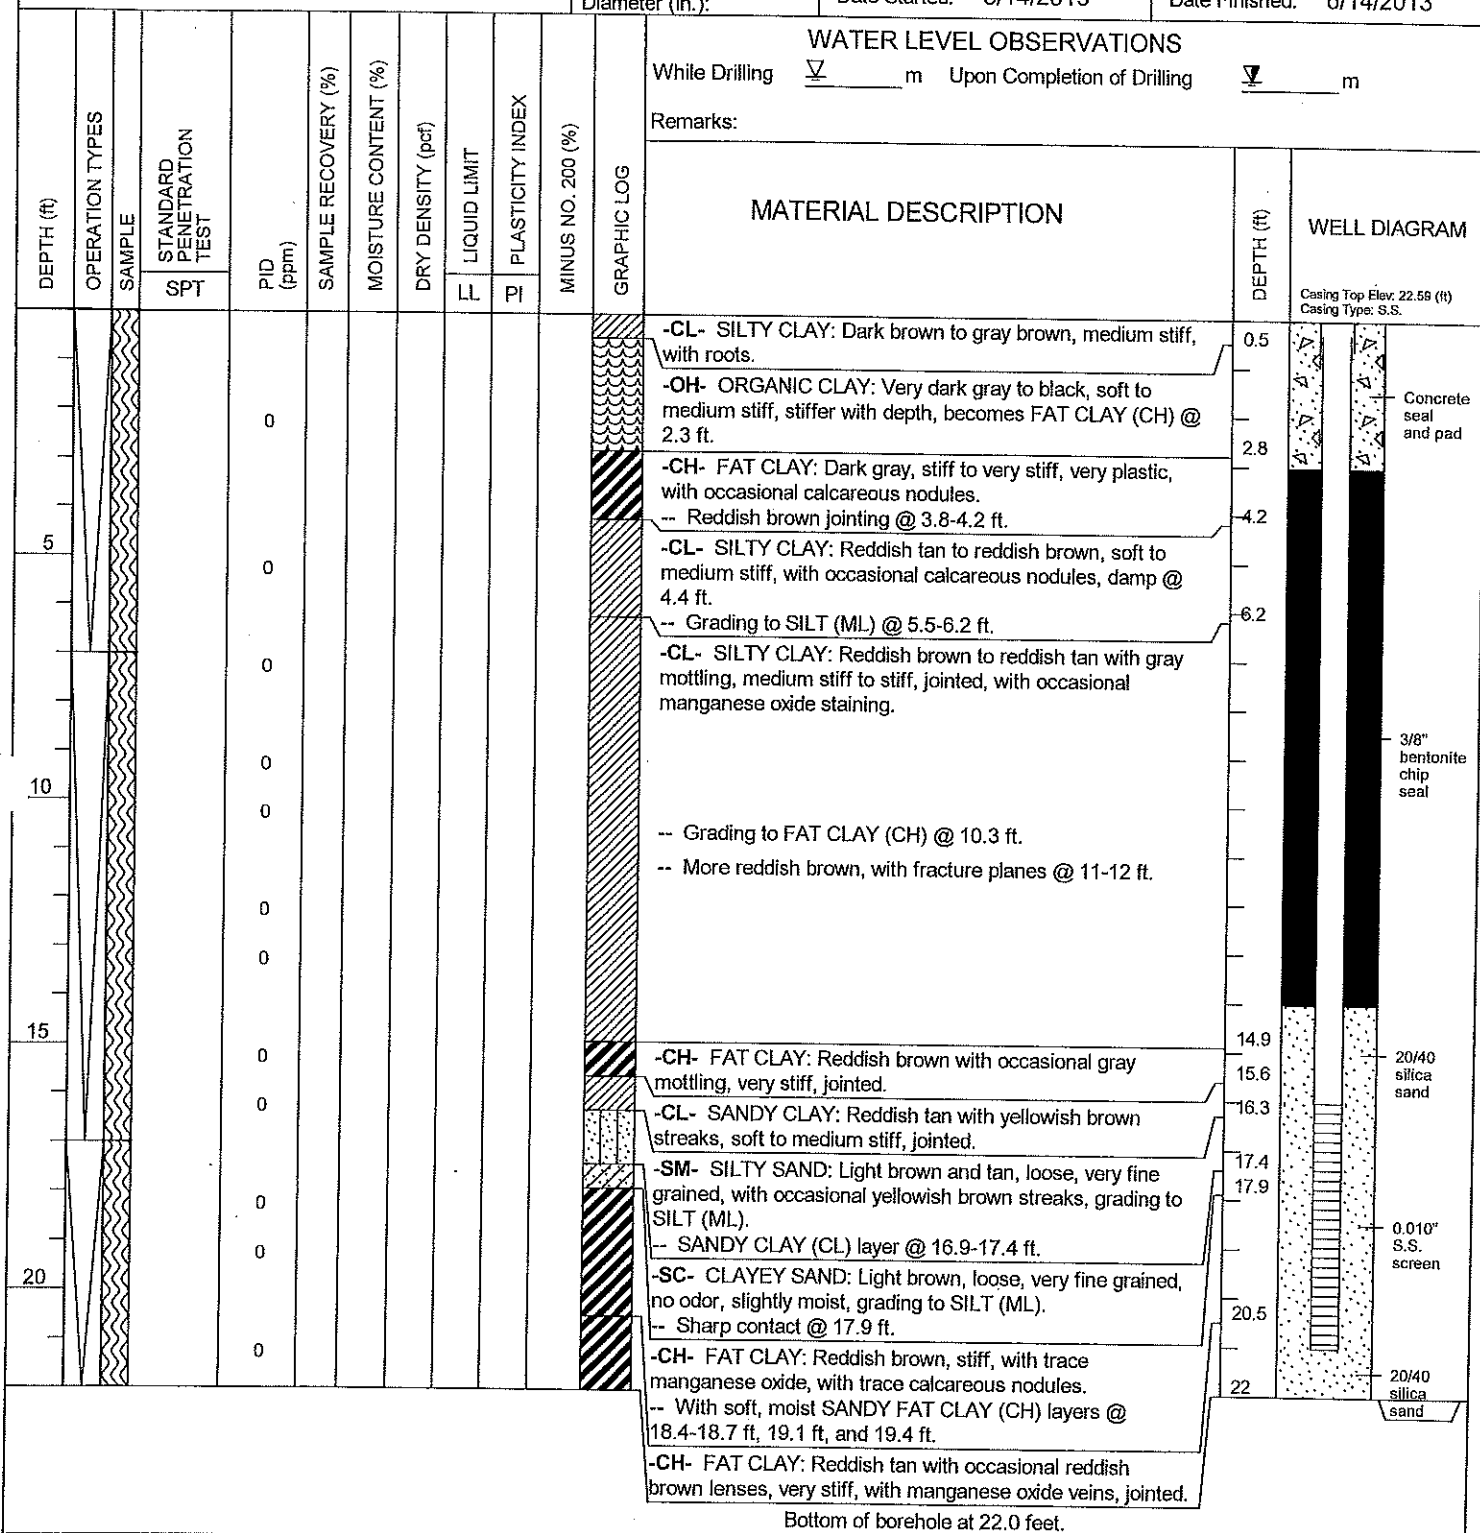 Diameter (in.): Date Started: 6/14/2013 Date Finished: 6/14/2013
WATER LEVEL OBSERVATIONS
While Drilling m Upon Completion of Drilling m
Remarks:
DEPTH (ft)
OPERATION TYPES
SAMPLE
STANDARD
PENETRATION
TEST
SPT
PID
(ppm)
SAMPLE RECOVERY (%)
MOISTURE CONTENT (%)
DRY DENSITY (pcf)
LIQUID LIMIT
LL
PLASTICITY INDEX
PI
MINUS NO. 200 (%)
GRAPHIC LOG
MATERIAL DESCRIPTION
DEPTH (ft)
WELL DIAGRAM
Casing Top Elev: 22.59 (ft)
Casing Type: S.S.
-CL- SILTY CLAY: Dark brown to gray brown, medium stiff,
with roots.
0.5
-OH- ORGANIC CLAY: Very dark gray to black, soft to
medium stiff, stiffer with depth, becomes FAT CLAY (CH) @
2.3 ft.
0
2.8
Concrete
seal
and pad
-CH- FAT CLAY: Dark gray, stiff to very stiff, very plastic,
with occasional calcareous nodules.
-- Reddish brown jointing @ 3.8-4.2 ft.
4.2
5
0
-CL- SILTY CLAY: Reddish tan to reddish brown, soft to
medium stiff, with occasional calcareous nodules, damp @
4.4 ft.
-- Grading to SILT (ML) @ 5.5-6.2 ft.
6.2
0
-CL- SILTY CLAY: Reddish brown to reddish tan with gray
mottling, medium stiff to stiff, jointed, with occasional
manganese oxide staining.
0
3/8"
bentonite
chip
seal
10
0
-- Grading to FAT CLAY (CH) @ 10.3 ft.
-- More reddish brown, with fracture planes @ 11-12 ft.
0
0
15
0
14.9
-CH- FAT CLAY: Reddish brown with occasional gray
mottling, very stiff, jointed.
15.6
20/40
silica
sand
0
-CL- SANDY CLAY: Reddish tan with yellowish brown
streaks, soft to medium stiff, jointed.
16.3
-SM- SILTY SAND: Light brown and tan, loose, very fine
grained, with occasional yellowish brown streaks, grading to
SILT (ML).
-- SANDY CLAY (CL) layer @ 16.9-17.4 ft.
17.4
17.9
0
0.010"
S.S.
screen
0
20
-SC- CLAYEY SAND: Light brown, loose, very fine grained,
no odor, slightly moist, grading to SILT (ML).
-- Sharp contact @ 17.9 ft.
20.5
0
-CH- FAT CLAY: Reddish brown, stiff, with trace
manganese oxide, with trace calcareous nodules.
-- With soft, moist SANDY FAT CLAY (CH) layers @
18.4-18.7 ft, 19.1 ft, and 19.4 ft.
22
20/40
silica
sand
-CH- FAT CLAY: Reddish tan with occasional reddish
brown lenses, very stiff, with manganese oxide veins, jointed.
Bottom of borehole at 22.0 feet.